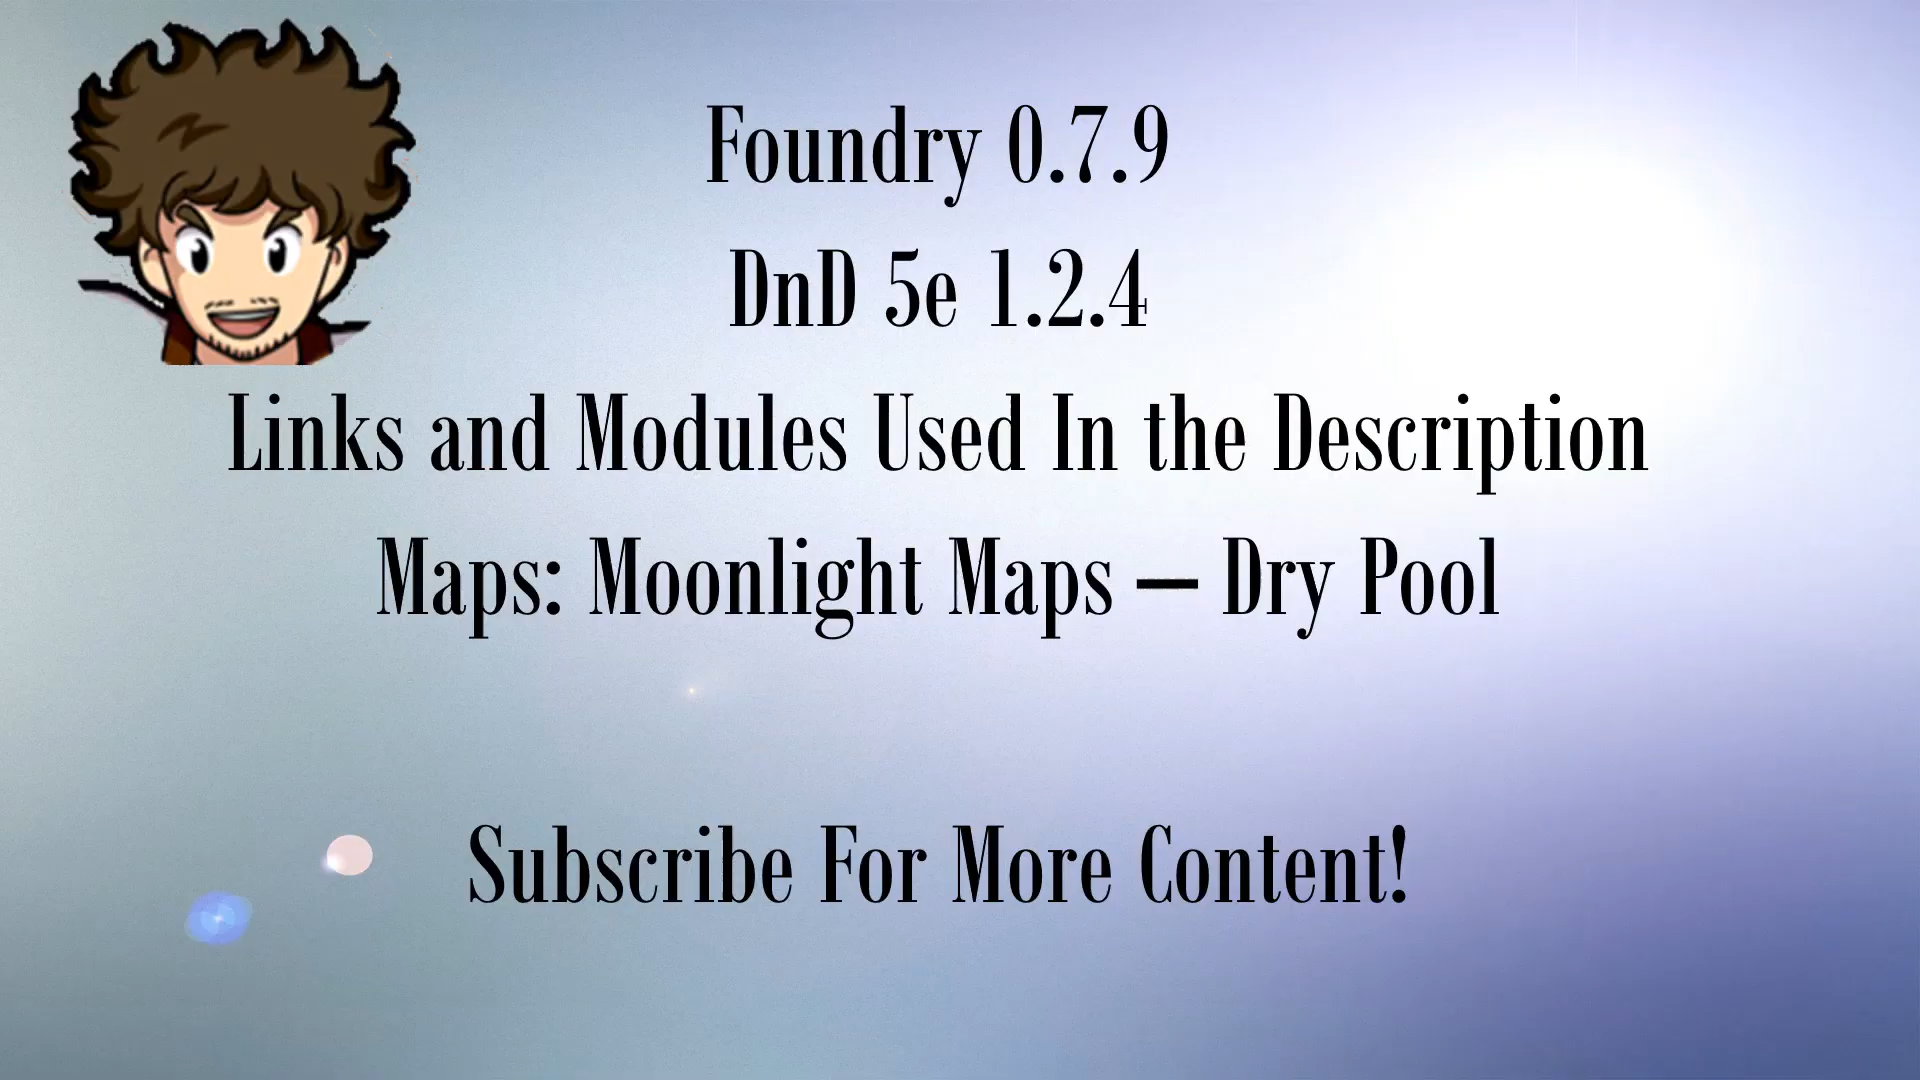 Foundry 0.7.9
DnD 5e 1.2.4
Links and Modules Used In the Description
Maps: Moonlight Maps – Dry Pool
Subscribe For More Content!